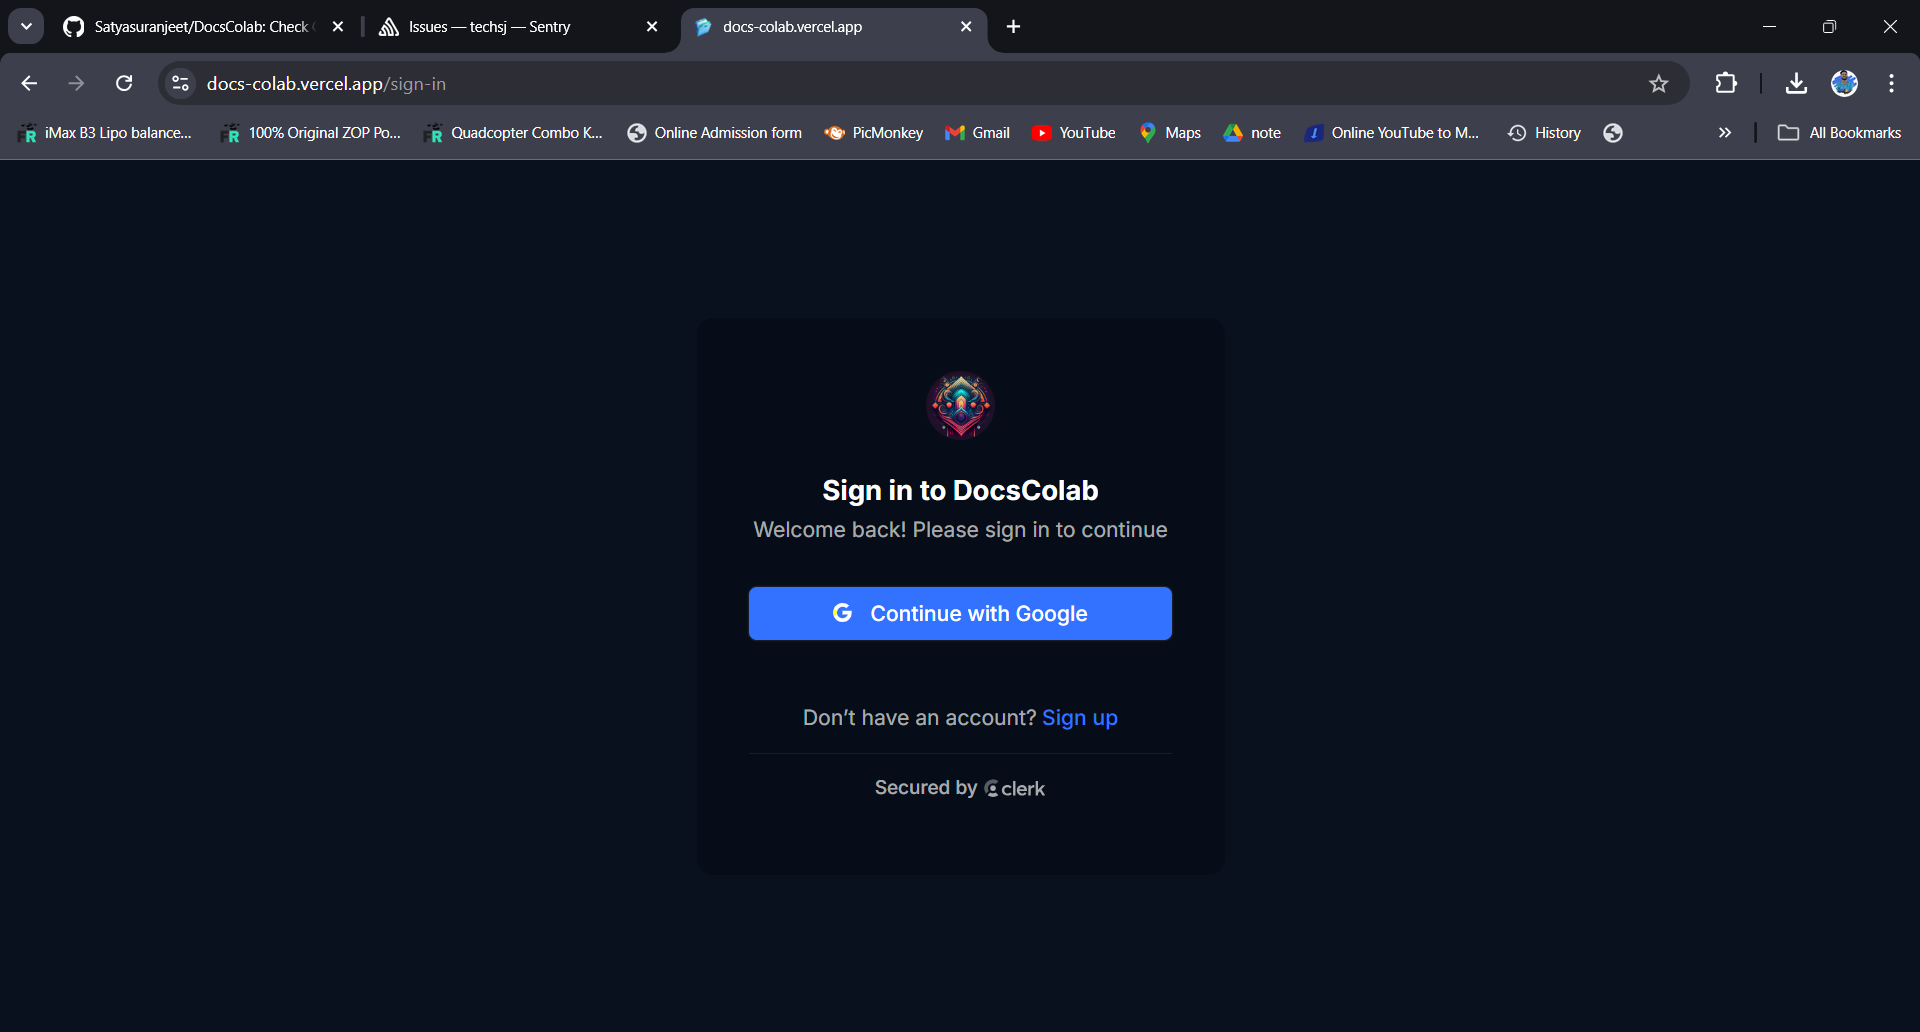 Satyasuranjeet/DocsColab: Check
Issues — techsj — Sentry
docs-colab.vercel.app
docs-colab.vercel.app/sign-in
iMax B3 Lipo balance...
100% Original ZOP Po...
Quadcopter Combo K...
Online Admission form
PicMonkey
Gmail
YouTube
Maps
note
Online YouTube to M...
History
All Bookmarks
Sign in to DocsColab
Welcome back! Please sign in to continue
Continue with Google
Don’t have an account? Sign up
Secured by clerk